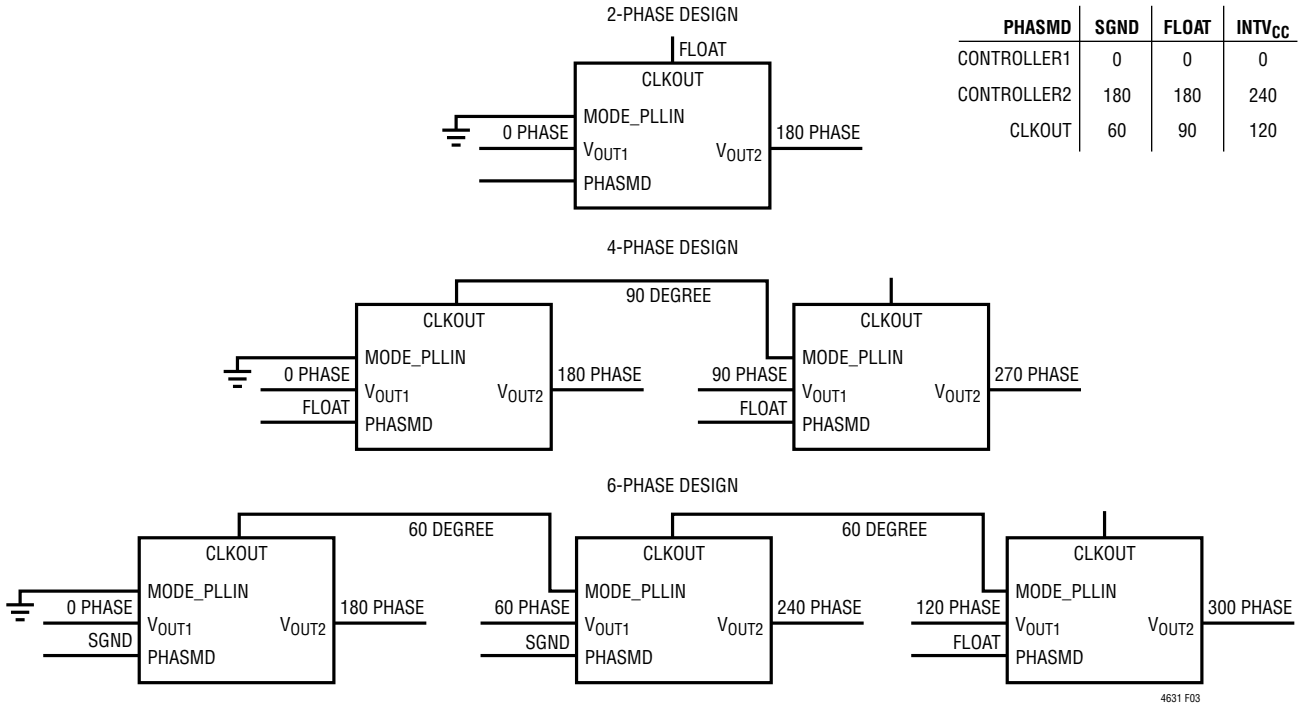 2-PHASE DESIGN
FLOAT
CLKOUT
MODE_PLLIN
0 PHASE
VOUT1
VOUT2
180 PHASE
PHASMD
PHASMD SGND FLOAT INTVCC
CONTROLLER1 0 0 0
CONTROLLER2 180 180 240
CLKOUT 60 90 120
4-PHASE DESIGN
90 DEGREE
CLKOUT
MODE_PLLIN
0 PHASE
VOUT1
VOUT2
180 PHASE
FLOAT
PHASMD
CLKOUT
MODE_PLLIN
90 PHASE
VOUT1
VOUT2
270 PHASE
FLOAT
PHASMD
6-PHASE DESIGN
60 DEGREE
60 DEGREE
CLKOUT
MODE_PLLIN
0 PHASE
VOUT1
VOUT2
180 PHASE
SGND
PHASMD
CLKOUT
MODE_PLLIN
60 PHASE
VOUT1
VOUT2
240 PHASE
SGND
PHASMD
CLKOUT
MODE_PLLIN
120 PHASE
VOUT1
VOUT2
300 PHASE
FLOAT
PHASMD
4631 F03